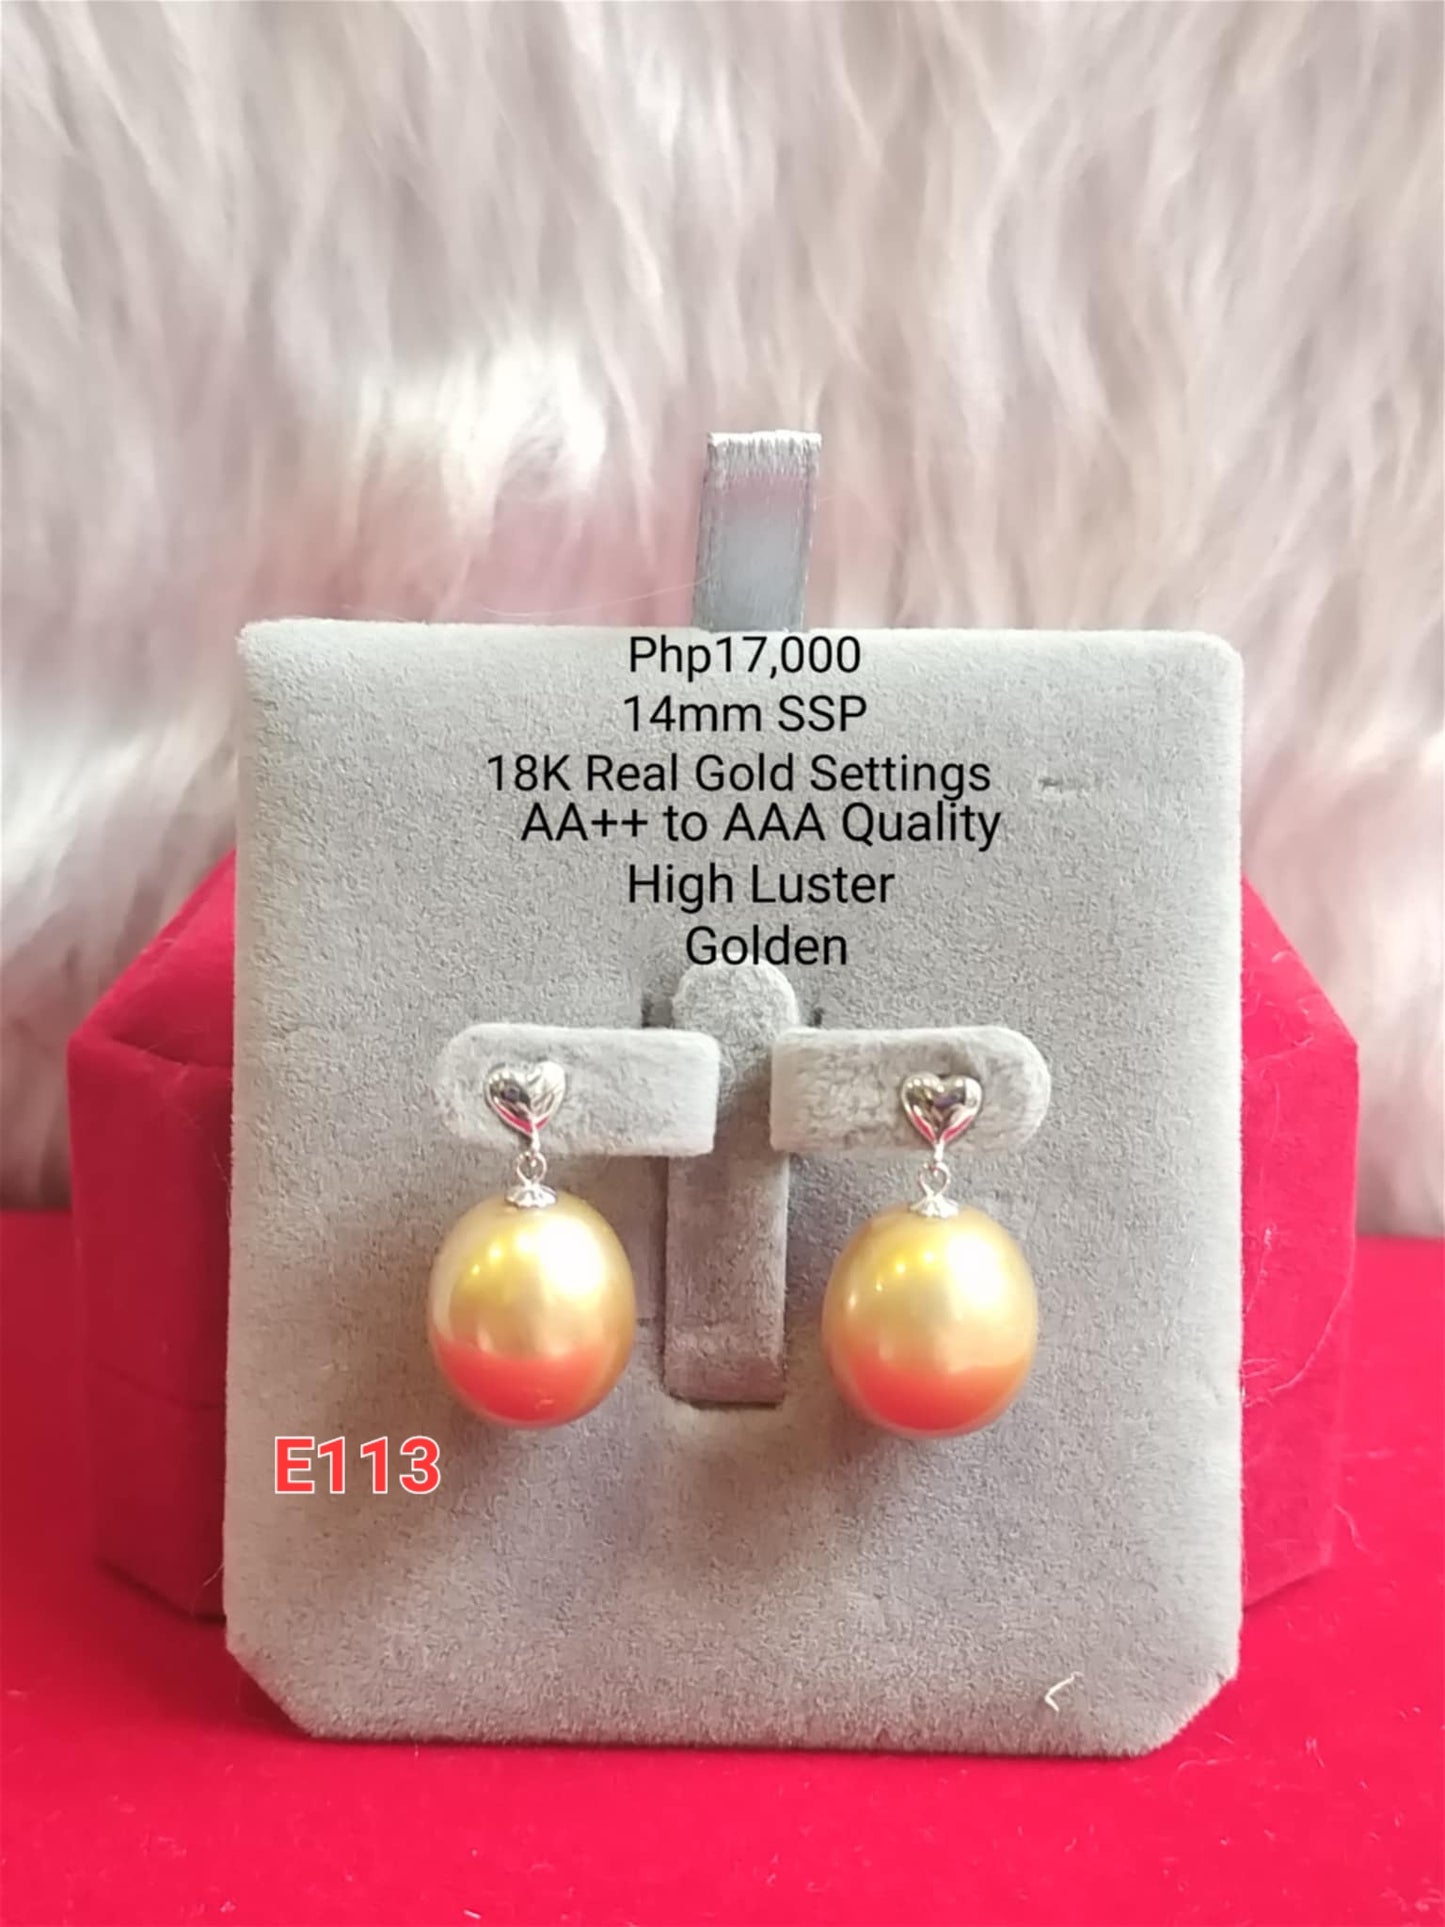 Php17,000
14mm SSP
18K Real Gold Settings
AA++ to AAA Quality
High Luster
Golden
E113